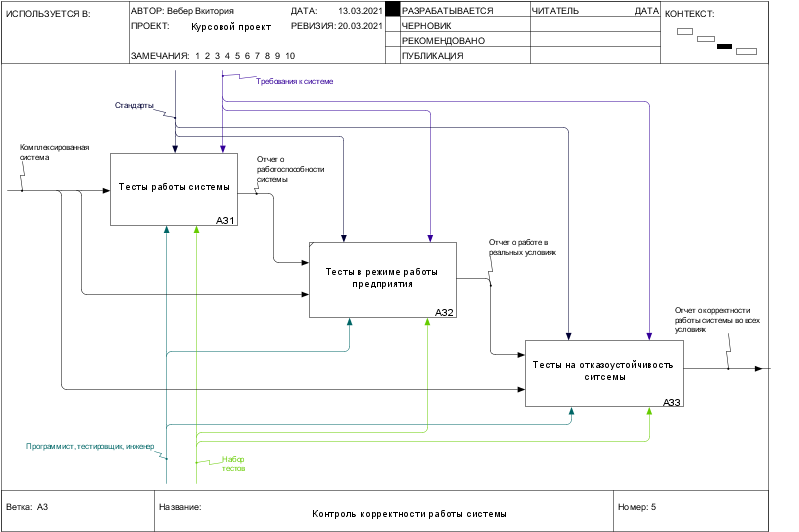 ИСПОЛЬЗУЕТСЯ В:
АВТОР: Вебер Вкитория
ДАТА: 13.03.2021
ПРОЕКТ: Курсовой проект
РЕВИЗИЯ: 20.03.2021
ЗАМЕЧАНИЯ: 1 2 3 4 5 6 7 8 9 10
РАЗРАБАТЫВАЕТСЯ
ЧЕРНОВИК
РЕКОМЕНДОВАНО
ПУБЛИКАЦИЯ
ЧИТАТЕЛЬ
ДАТА
КОНТЕКСТ:
Требования к системе
Стандарты
Комплексированная
система
Тесты работы системы
А31
Отчет о
работоспособности
системы
Тесты в режиме работы
предприятия
А32
Отчет о работе в
реальных условиях
Отчет о корректности
работы системы во всех
условиях
Тесты на отказоустойчивость
ситсемы
А33
Программист, тестировщик, инженер
Набор
тестов
Ветка: А3
Название:
Контроль корректности работы системы
Номер: 5